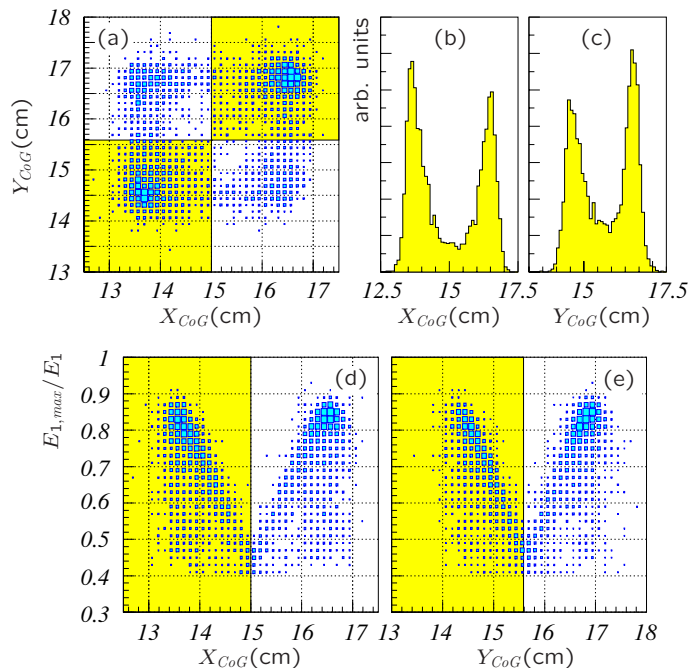 (a)
18
17
16
15
14
13
Y_CoG(cm)
13 14 15 16 17
X_CoG(cm)
arb. units
(b)
12.5 15 17.5
X_CoG(cm)
(c)
15 17.5
Y_CoG(cm)
E_1,max/E_1
1
0.9
0.8
0.7
0.6
0.5
0.4
0.3
(d)
13 14 15 16 17
X_CoG(cm)
(e)
13 14 15 16 17 18
Y_CoG(cm)